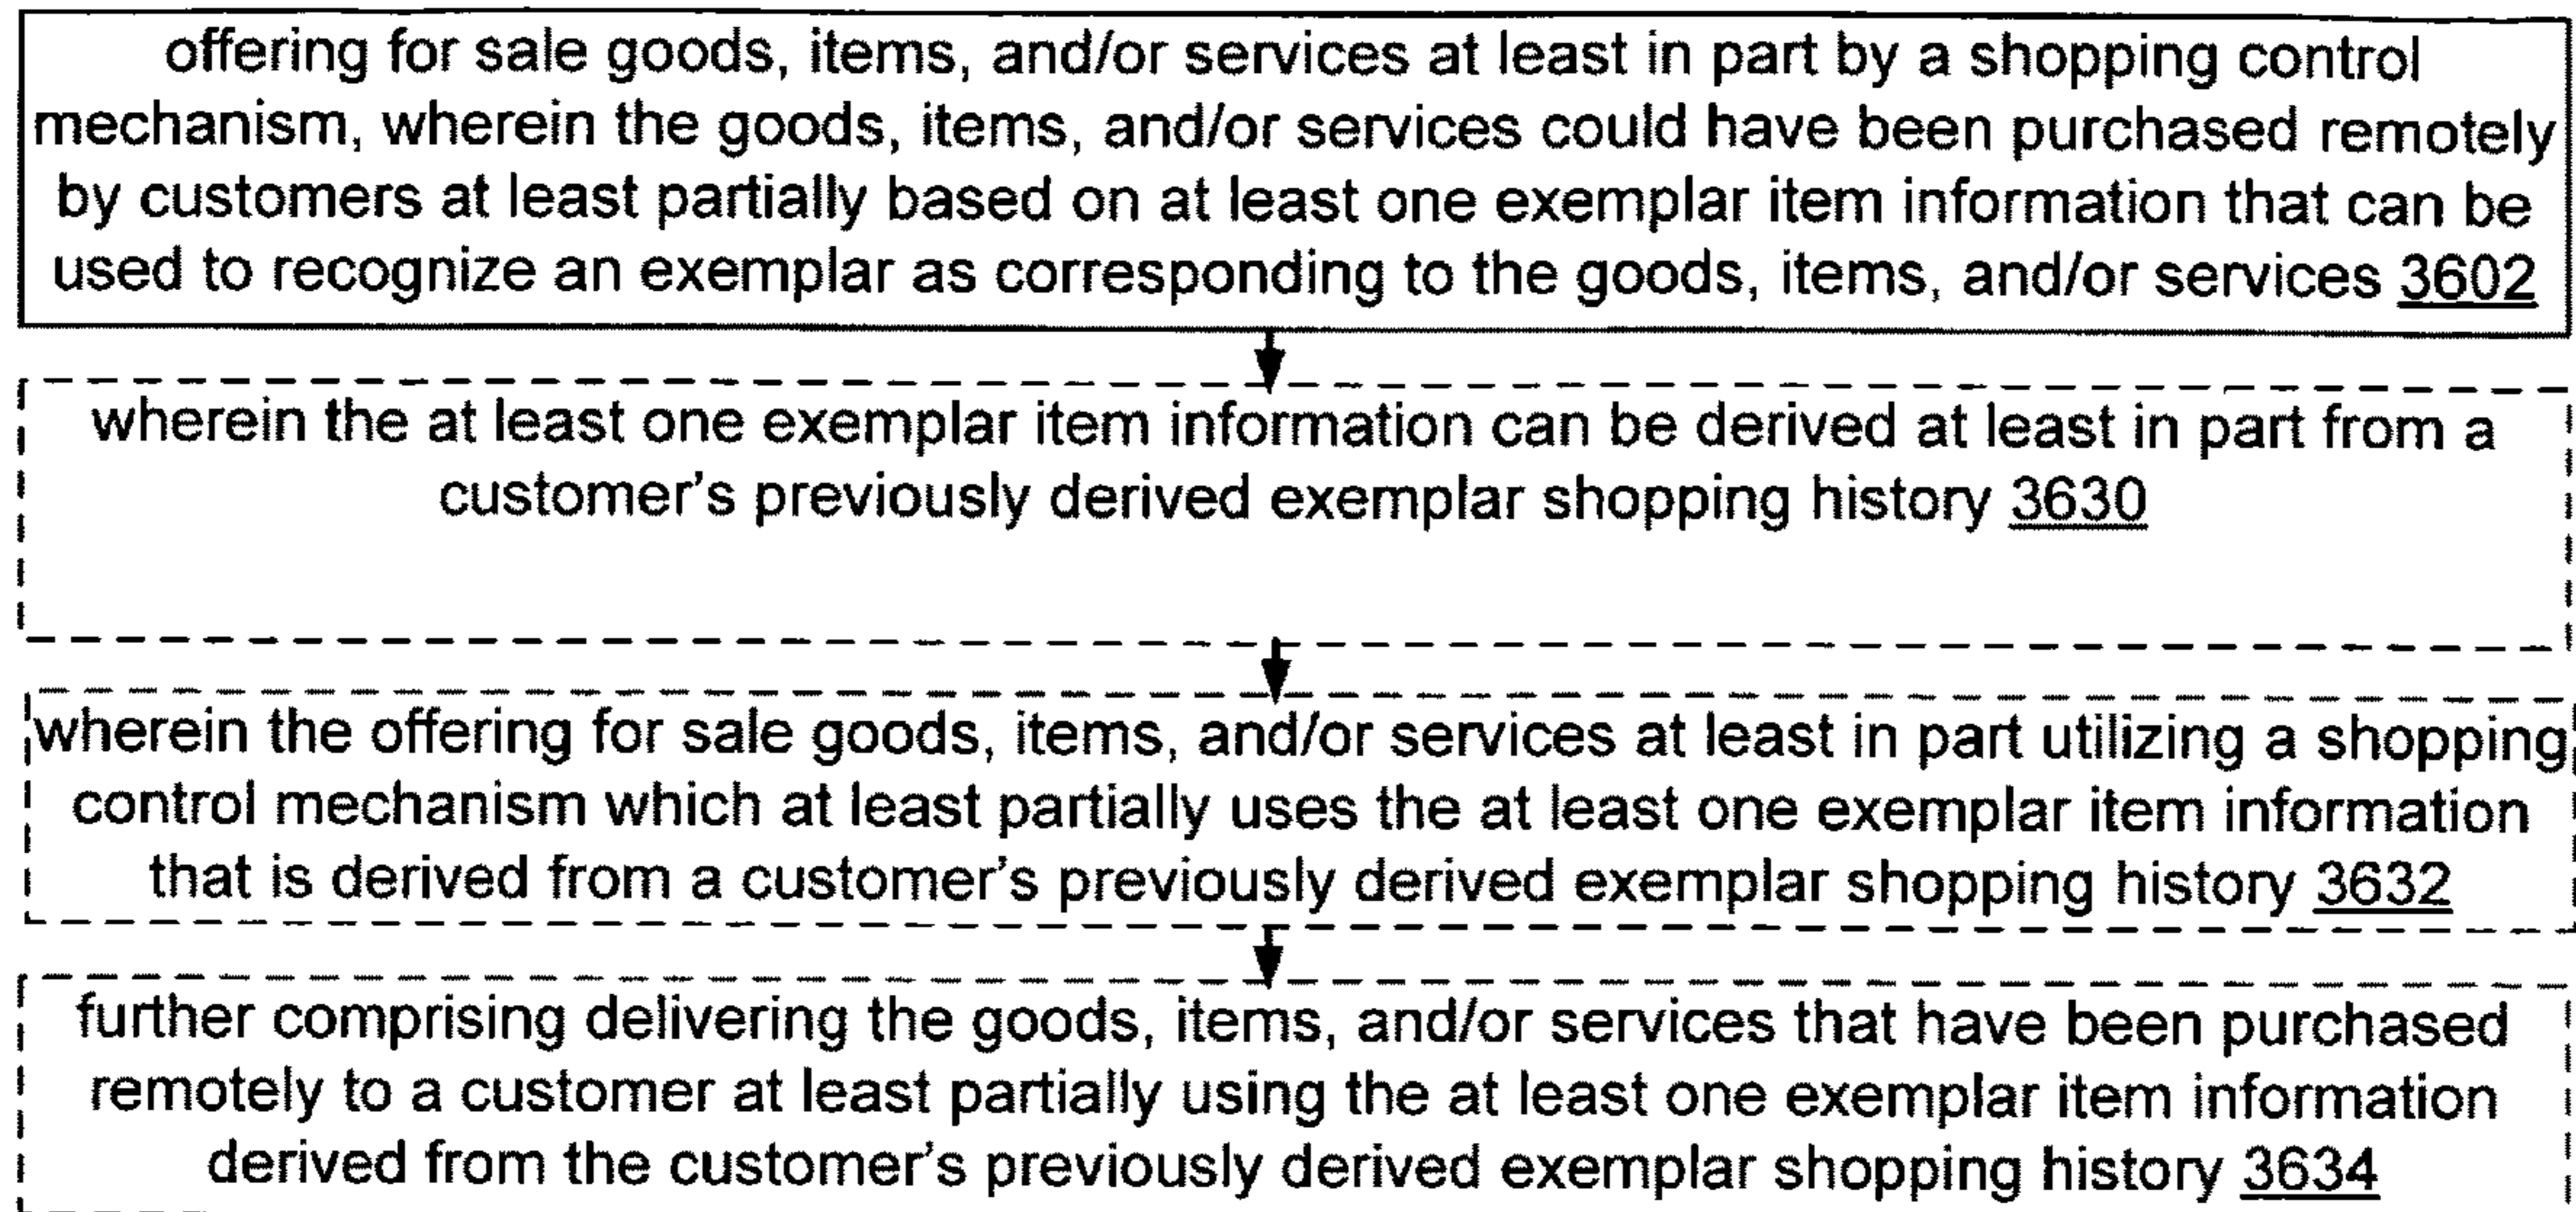 offering for sale goods, items, and/or services at least in part by a shopping control
mechanism, wherein the goods, items, and/or services could have been purchased remotely
by customers at least partially based on at least one exemplar item information that can be
used to recognize an exemplar as corresponding to the goods, items, and/or services 3602
wherein the at least one exemplar item information can be derived at least in part from a
customer's previously derived exemplar shopping history 3630
wherein the offering for sale goods, items, and/or services at least in part utilizing a shopping
control mechanism which at least partially uses the at least one exemplar item information
that is derived from a customer's previously derived exemplar shopping history 3632
further comprising delivering the goods, items, and/or services that have been purchased
remotely to a customer at least partially using the at least one exemplar item information
derived from the customer's previously derived exemplar shopping history 3634